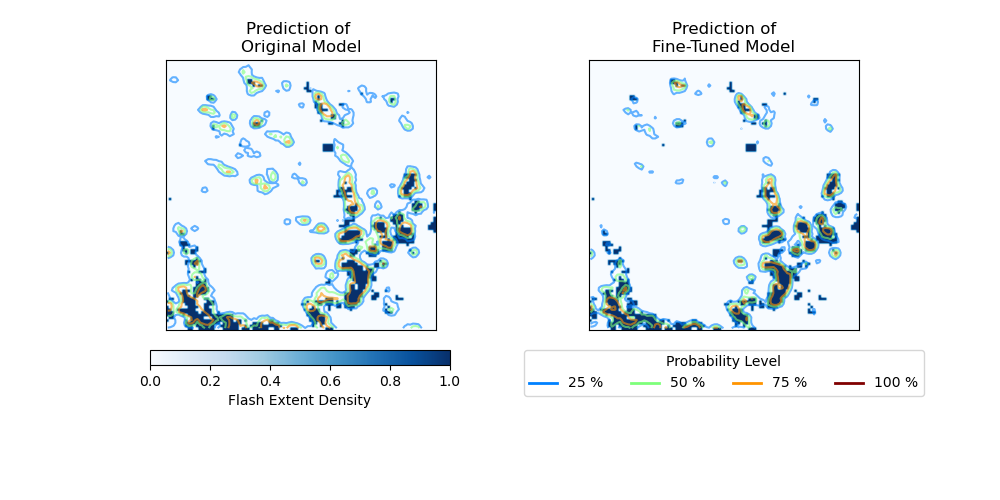 Prediction of
Original Model
Prediction of
Fine-Tuned Model
0.0 0.2 0.4 0.6 0.8 1.0
Flash Extent Density
Probability Level
25 % 50 % 75 % 100 %